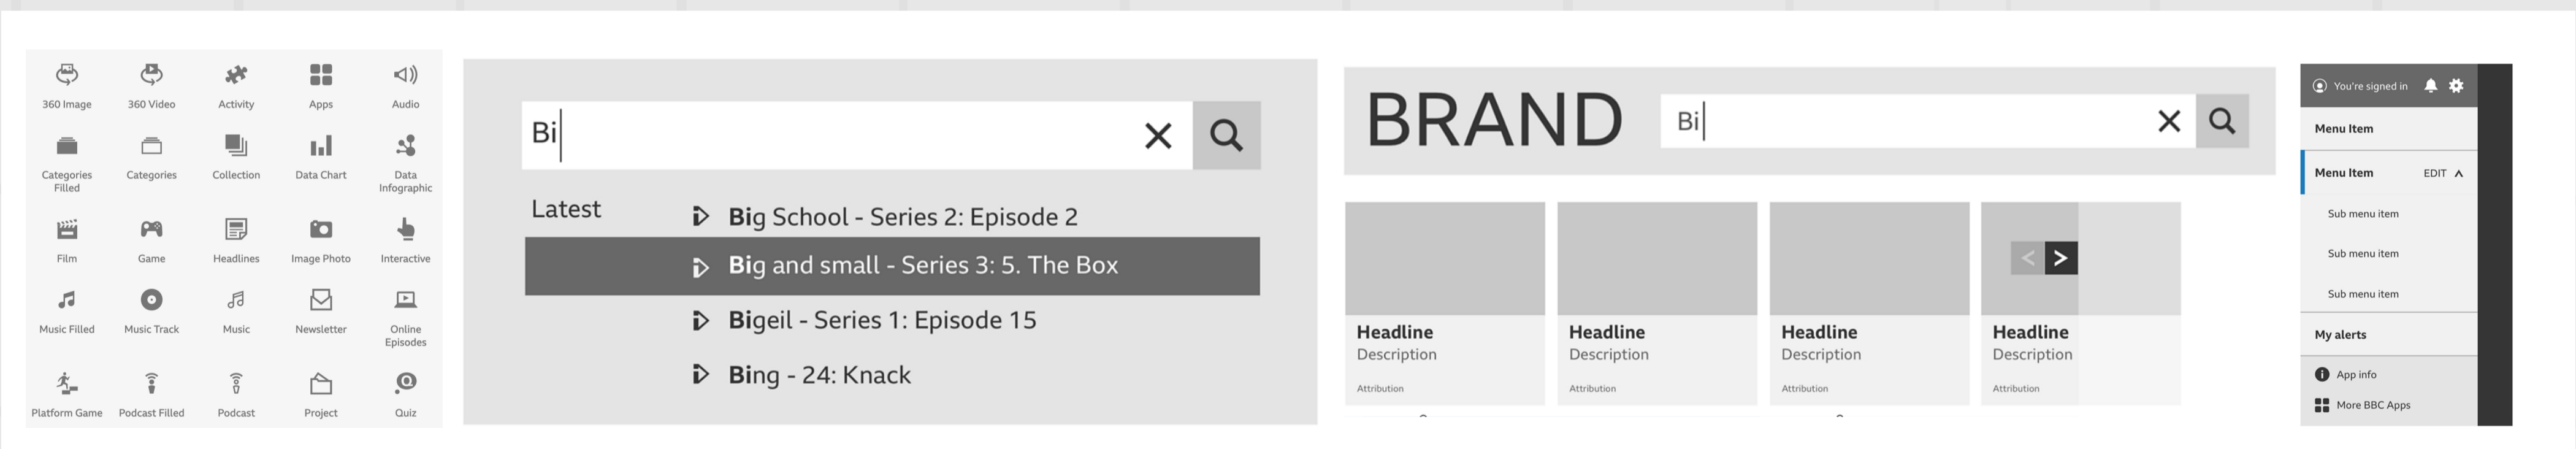 360 Image
360 Video
Activity
Apps
Audio
Categories
Filled
Categories
Collection
Data Chart
Data
Infographic
Film
Game
Headlines
Image Photo
Interactive
Music Filled
Music Track
Music
Newsletter
Online
Episodes
Platform Game
Podcast Filled
Podcast
Project
Quiz
Bi
Latest
Big School - Series 2: Episode 2
Big and small - Series 3: 5. The Box
Bigeil - Series 1: Episode 15
Bing - 24: Knack
BRAND
Bi
Headline
Description
Attribution
Headline
Description
Attribution
Headline
Description
Attribution
Headline
Description
Attribution
You're signed in
Menu Item
Menu Item EDIT
Sub menu item
Sub menu item
Sub menu item
My alerts
App info
More BBC Apps